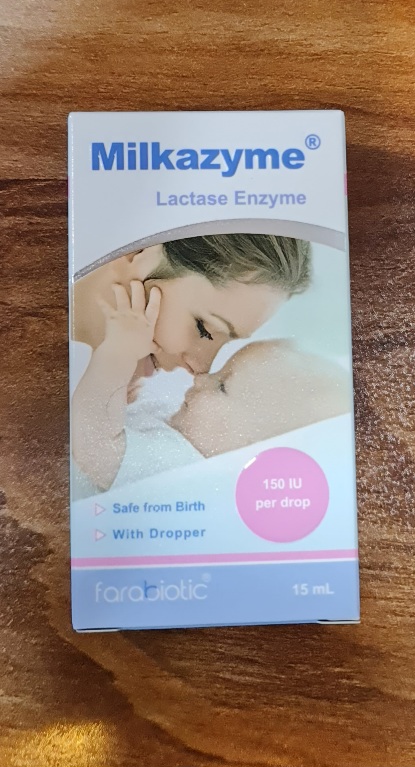 Milkazyme®
Lactase Enzyme
150 IU
per drop
Safe from Birth
With Dropper
farabiotic®
15 mL